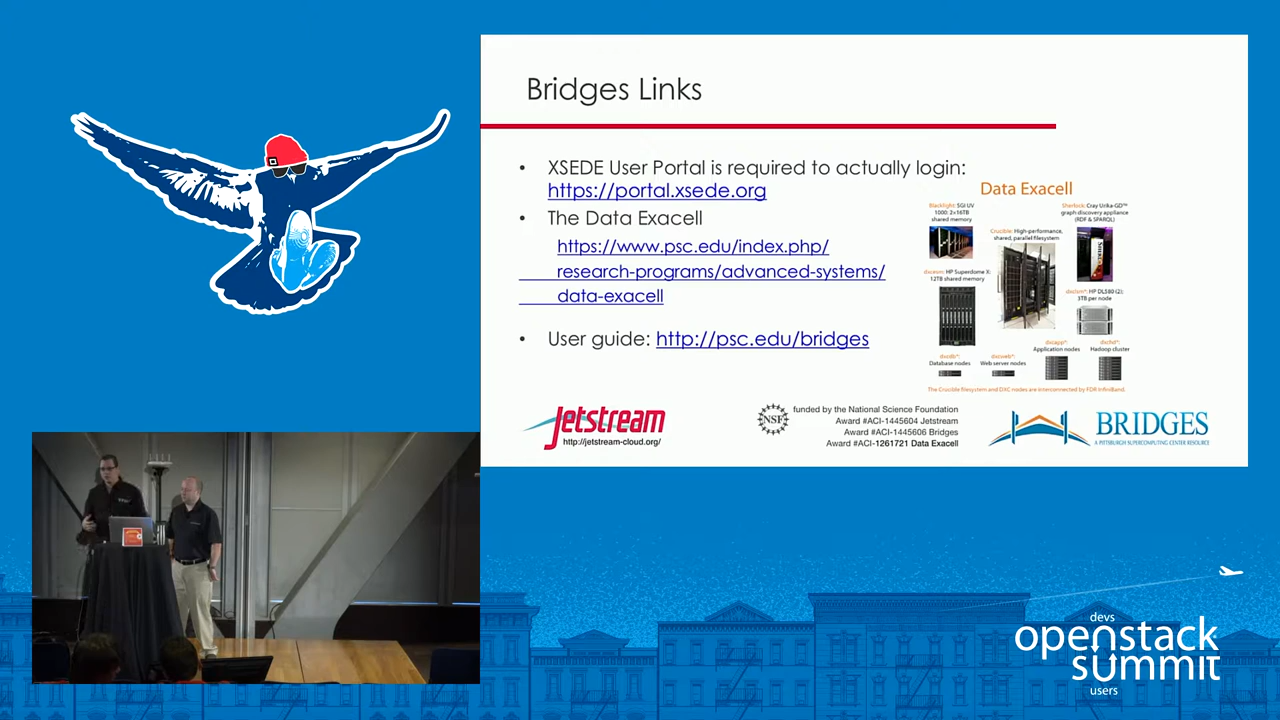 Bridges Links
• XSEDE User Portal is required to actually login:
https://portal.xsede.org
• The Data Exacell
https://www.psc.edu/index.php/
research-programs/advanced-systems/
data-exacell
• User guide: http://psc.edu/bridges
Data Exacell
Blacklight: SGI UV
1000: 2×16TB
shared memory
Sherlock: Cray Urika-GD™
graph discovery appliance
(RDF & SPARQL)
Crucible: High-performance,
shared, parallel filesystem
HP Superdome X:
12TB shared memory
HP DL580 (2):
3TB per node
Database nodes
Web server nodes
Application nodes
Hadoop cluster
The Crucible filesystem and DXC nodes are interconnected by FDR InfiniBand.
Jetstream
http://jetstream-cloud.org/
NSF
funded by the National Science Foundation
Award #ACI-1445604 Jetstream
Award #ACI-1445606 Bridges
Award #ACI-1261721 Data Exacell
BRIDGES
A PITTSBURGH SUPERCOMPUTING CENTER RESOURCE
devs
openstack
summit
users